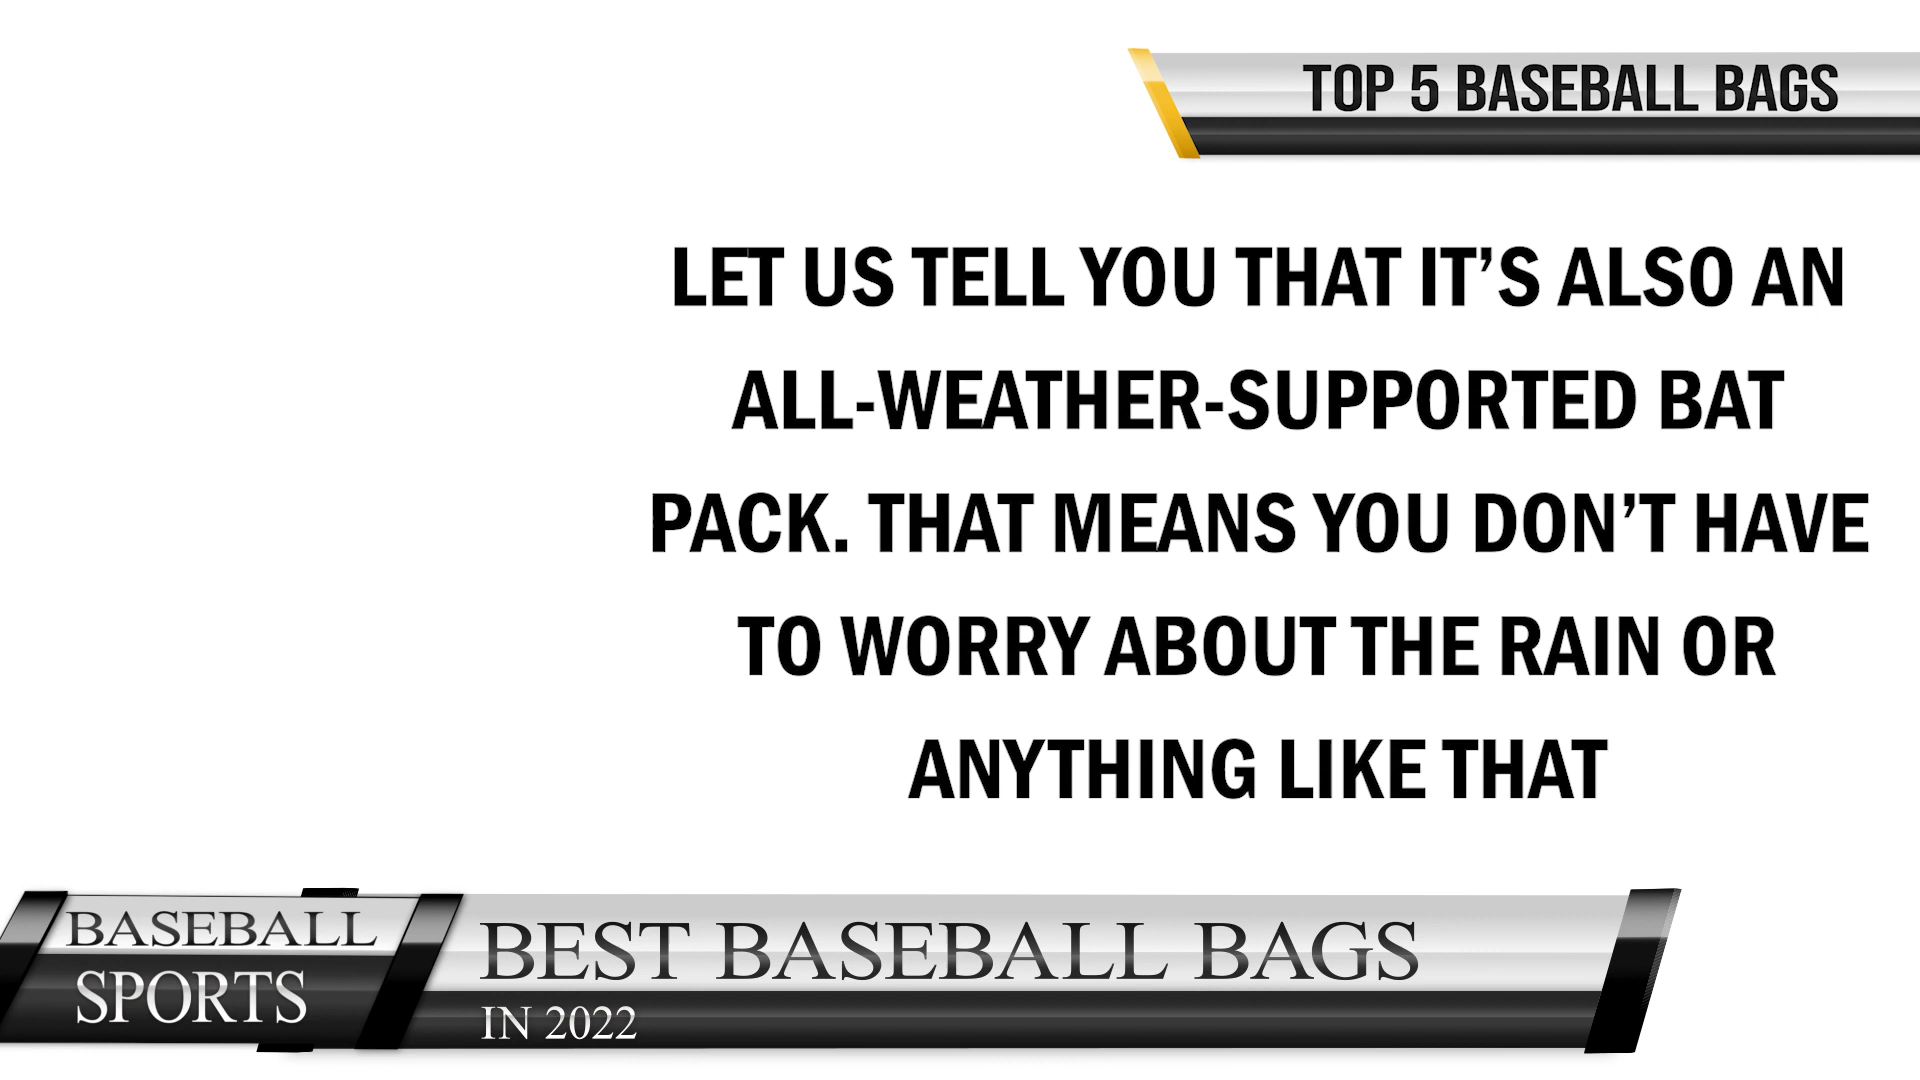 TOP 5 BASEBALL BAGS
LET US TELL YOU THAT IT’S ALSO AN
ALL-WEATHER-SUPPORTED BAT
PACK. THAT MEANS YOU DON’T HAVE
TO WORRY ABOUT THE RAIN OR
ANYTHING LIKE THAT
BASEBALL
SPORTS
BEST BASEBALL BAGS
IN 2022